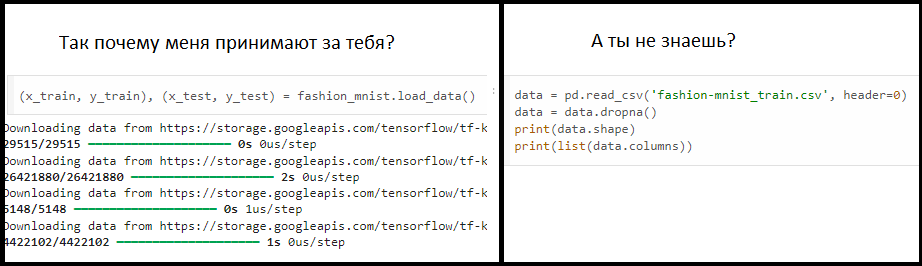 Так почему меня принимают за тебя?
(x_train, y_train), (x_test, y_test) = fashion_mnist.load_data()
Downloading data from https://storage.googleapis.com/tensorflow/tf-k
29515/29515 0s 0us/step
Downloading data from https://storage.googleapis.com/tensorflow/tf-k
26421880/26421880 2s 0us/step
Downloading data from https://storage.googleapis.com/tensorflow/tf-k
5148/5148 0s 1us/step
Downloading data from https://storage.googleapis.com/tensorflow/tf-k
4422102/4422102 1s 0us/step
А ты не знаешь?
data = pd.read_csv('fashion-mnist_train.csv', header=0)
data = data.dropna()
print(data.shape)
print(list(data.columns))